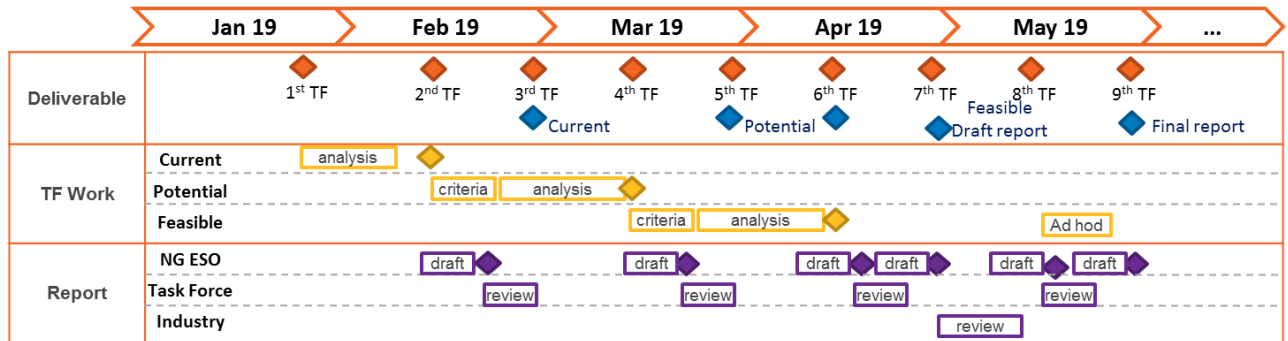 Jan 19 Feb 19 Mar 19 Apr 19 May 19 ...
Deliverable
1st TF 2nd TF 3rd TF 4th TF 5th TF 6th TF 7th TF 8th TF 9th TF
Current Potential Feasible Final report
Draft report
TF Work
Current analysis
Potential criteria analysis
Feasible criteria analysis Ad hod
Report
NG ESO draft draft draft draft draft draft
Task Force review review review review
Industry review